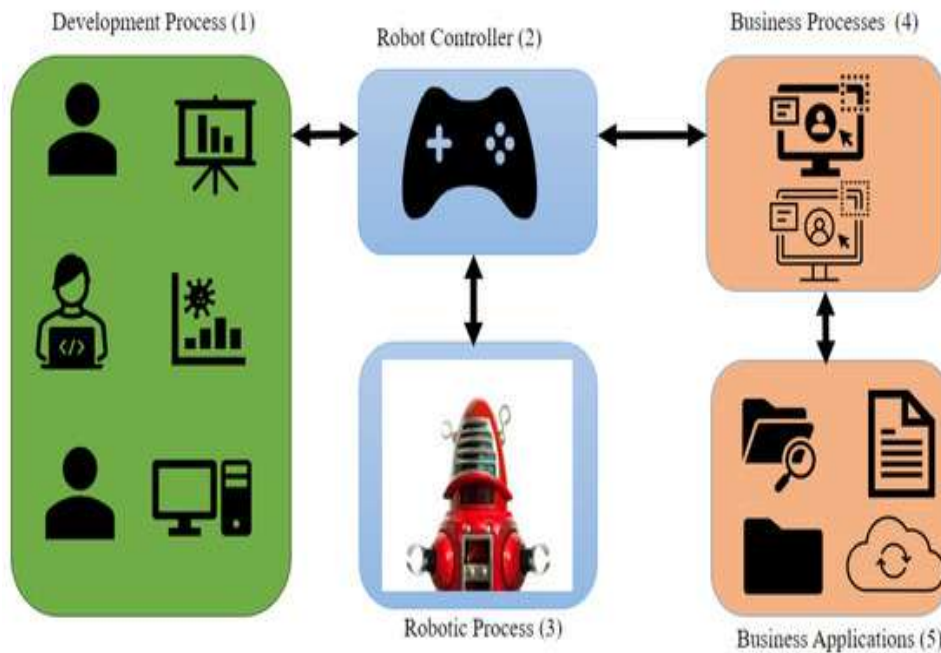 Development Process (1)
Robot Controller (2)
Business Processes (4)
</>
Robotic Process (3)
Business Applications (5)